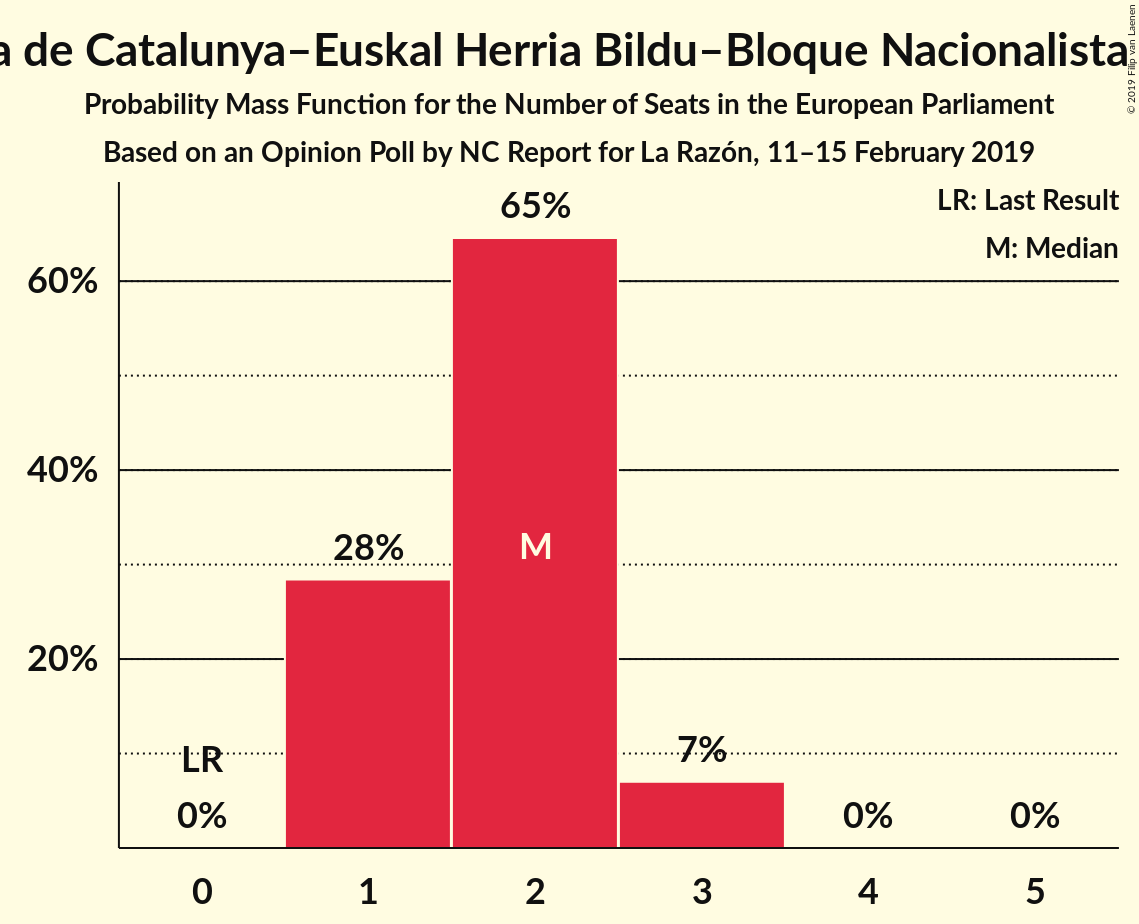 a de Catalunya–Euskal Herria Bildu–Bloque Nacionalista
Probability Mass Function for the Number of Seats in the European Parliament
Based on an Opinion Poll by NC Report for La Razón, 11–15 February 2019
© 2019 Filip van Laenen
LR: Last Result
M: Median
65%
60%
40%
28%
M
20%
LR
7%
0%
0%
0%
0
1
2
3
4
5